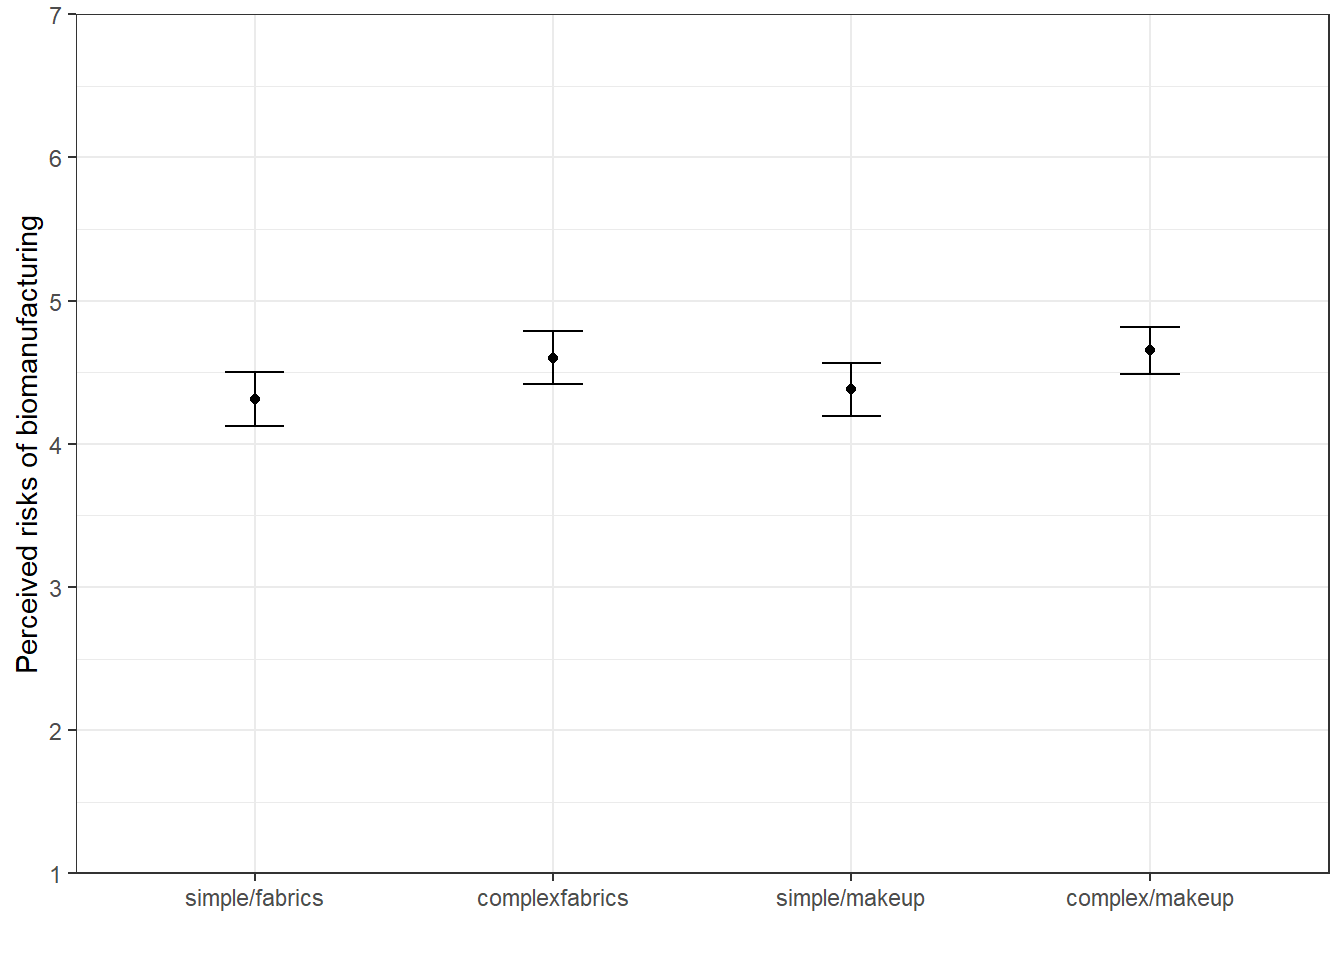 Perceived risks of biomanufacturing
7
6
5
4
3
2
1
simple/fabrics
complexfabrics
simple/makeup
complex/makeup